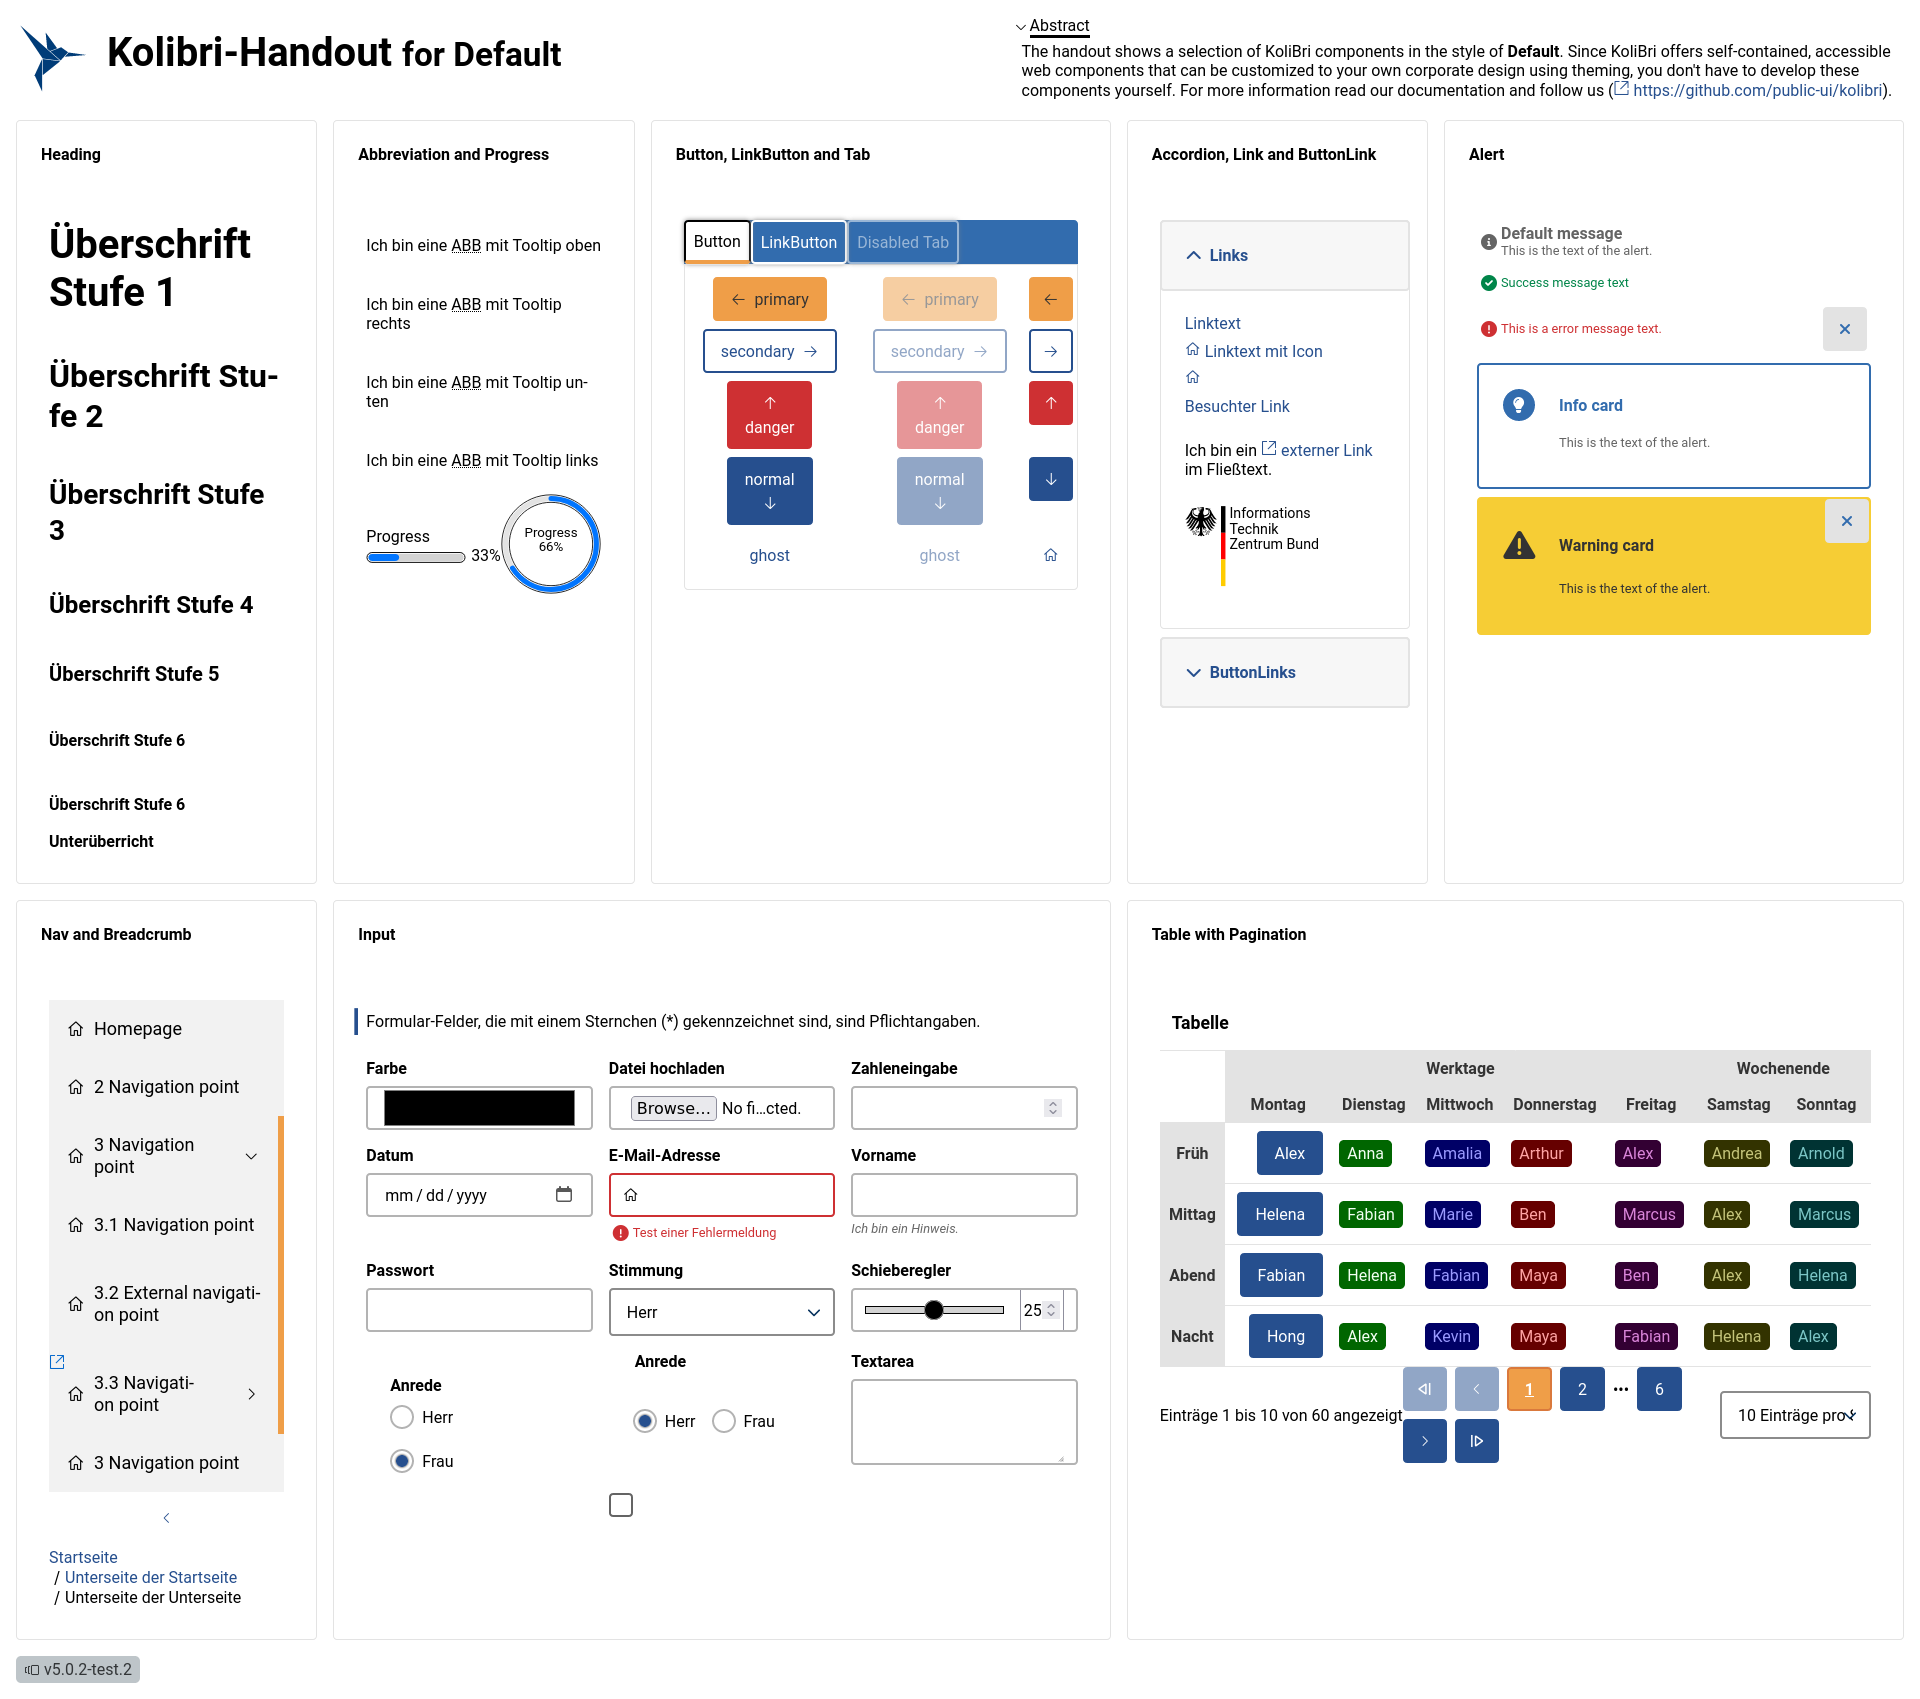 Kolibri-Handout for Default
Abstract
The handout shows a selection of KoliBri components in the style of Default. Since KoliBri offers self-contained, accessible
web components that can be customized to your own corporate design using theming, you don't have to develop these
components yourself. For more information read our documentation and follow us (https://github.com/public-ui/kolibri).
Heading
Überschrift
Stufe 1
Überschrift Stu-
fe 2
Überschrift Stufe
3
Überschrift Stufe 4
Überschrift Stufe 5
Überschrift Stufe 6
Überschrift Stufe 6
Unterüberricht
Abbreviation and Progress
Ich bin eine ABB mit Tooltip oben
Ich bin eine ABB mit Tooltip
rechts
Ich bin eine ABB mit Tooltip un-
ten
Ich bin eine ABB mit Tooltip links
Progress
33%
Progress
66%
Button, LinkButton and Tab
Button LinkButton Disabled Tab
primary primary
secondary secondary
danger danger
normal normal
ghost ghost
Accordion, Link and ButtonLink
Links
Linktext
Linktext mit Icon
Besuchter Link
Ich bin ein externer Link
im Fließtext.
Informations
Technik
Zentrum Bund
ButtonLinks
Alert
Default message
This is the text of the alert.
Success message text
This is a error message text.
Info card
This is the text of the alert.
Warning card
This is the text of the alert.
Nav and Breadcrumb
Homepage
2 Navigation point
3 Navigation
point
3.1 Navigation point
3.2 External navigati-
on point
3.3 Navigati-
on point
3 Navigation point
Startseite
/ Unterseite der Startseite
/ Unterseite der Unterseite
Input
Formular-Felder, die mit einem Sternchen (*) gekennzeichnet sind, sind Pflichtangaben.
Farbe Datei hochladen Zahleneingabe
Browse... No fi...cted.
Datum E-Mail-Adresse Vorname
mm / dd / yyyy
Test einer Fehlermeldung Ich bin ein Hinweis.
Passwort Stimmung Schieberegler
Herr 25
Anrede Textarea
Anrede
Herr
Herr Frau
Frau
Table with Pagination
Tabelle
Werktage Wochenende
Montag Dienstag Mittwoch Donnerstag Freitag Samstag Sonntag
Früh Alex Anna Amalia Arthur Alex Andrea Arnold
Mittag Helena Fabian Marie Ben Marcus Alex Marcus
Abend Fabian Helena Fabian Maya Ben Alex Helena
Nacht Hong Alex Kevin Maya Fabian Helena Alex
1 2 ••• 6
Einträge 1 bis 10 von 60 angezeigt
10 Einträge pro
v5.0.2-test.2